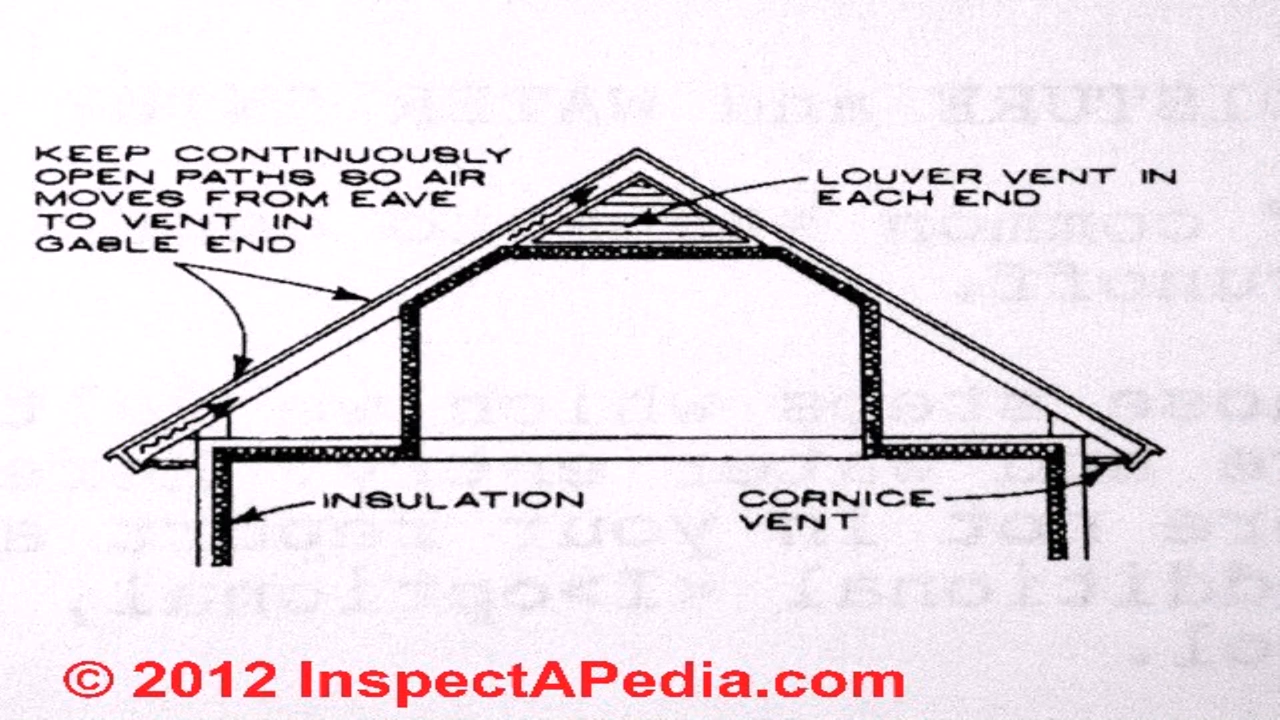 KEEP CONTINUOUSLY
OPEN PATHS SO AIR
MOVES FROM EAVE
TO VENT IN
GABLE END
LOUVER VENT IN
EACH END
INSULATION
CORNICE
VENT
© 2012 InspectAPedia.com